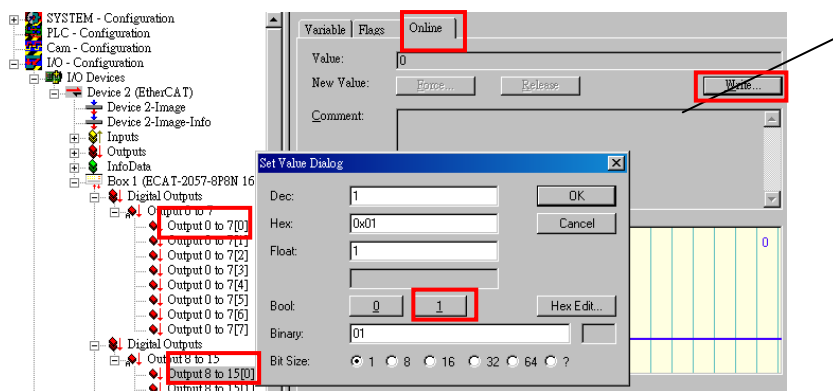 SYSTEM - Configuration
PLC - Configuration
Cam - Configuration
I/O - Configuration
I/O Devices
Device 2 (EtherCAT)
Device 2-Image
Device 2-Image-Info
Inputs
Outputs
InfoData
Box 1 (ECAT-2057-8P8N 16
Digital Outputs
Output 0 to 7
Output 0 to 7[0]
Output 0 to 7[1]
Output 0 to 7[2]
Output 0 to 7[3]
Output 0 to 7[4]
Output 0 to 7[5]
Output 0 to 7[6]
Output 0 to 7[7]
Digital Outputs
Output 8 to 15
Output 8 to 15[0]
Output 8 to 15[1]
Variable Flags Online
Value: 0
New Value: Force... Release Write...
Comment:
Set Value Dialog
Dec: 1 OK
Hex: 0x01 Cancel
Float: 1
Bool: 0 1 Hex Edit...
Binary: 01
Bit Size: 1 8 16 32 64 ?
0